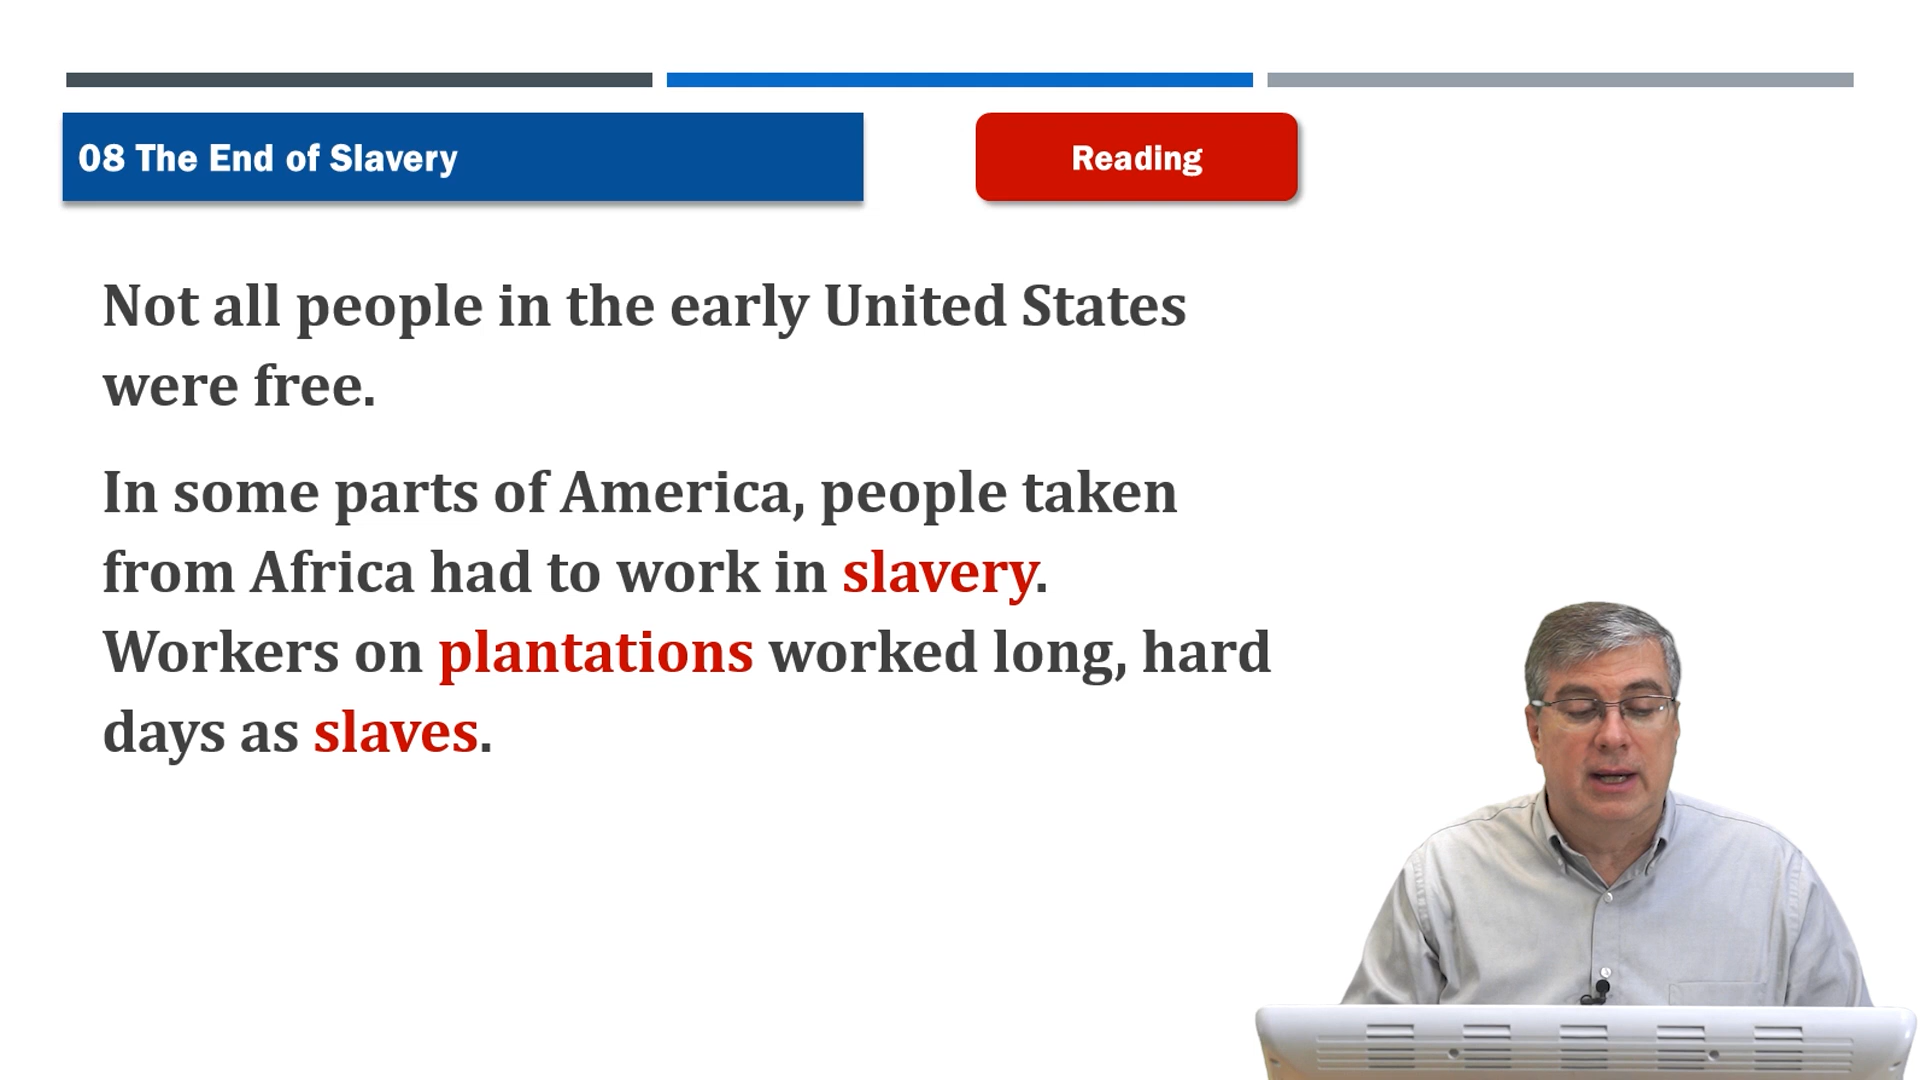 08 The End of Slavery
Reading
Not all people in the early United States
were free.
In some parts of America, people taken
from Africa had to work in slavery.
Workers on plantations worked long, hard
days as slaves.